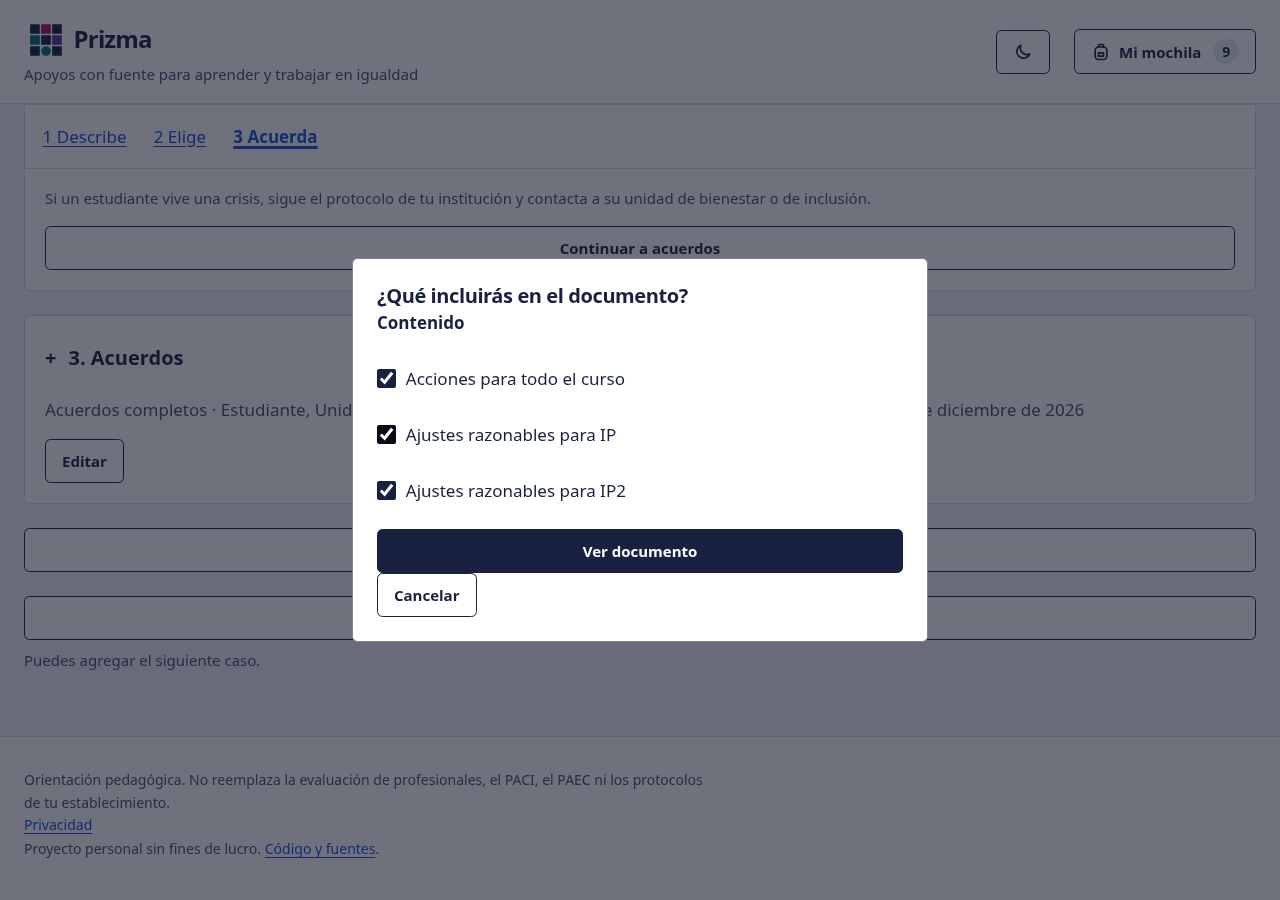 Prizma
Apoyos con fuente para aprender y trabajar en igualdad
Mi mochila 9
1 Describe 2 Elige 3 Acuerda
Si un estudiante vive una crisis, sigue el protocolo de tu institución y contacta a su unidad de bienestar o de inclusión.
Continuar a acuerdos
¿Qué incluirás en el documento?
Contenido
Acciones para todo el curso
Ajustes razonables para IP
Ajustes razonables para IP2
Ver documento
Cancelar
+ 3. Acuerdos
Acuerdos completos · Estudiante, Unid
e diciembre de 2026
Editar
Puedes agregar el siguiente caso.
Orientación pedagógica. No reemplaza la evaluación de profesionales, el PACI, el PAEC ni los protocolos
de tu establecimiento.
Privacidad
Proyecto personal sin fines de lucro. Código y fuentes.